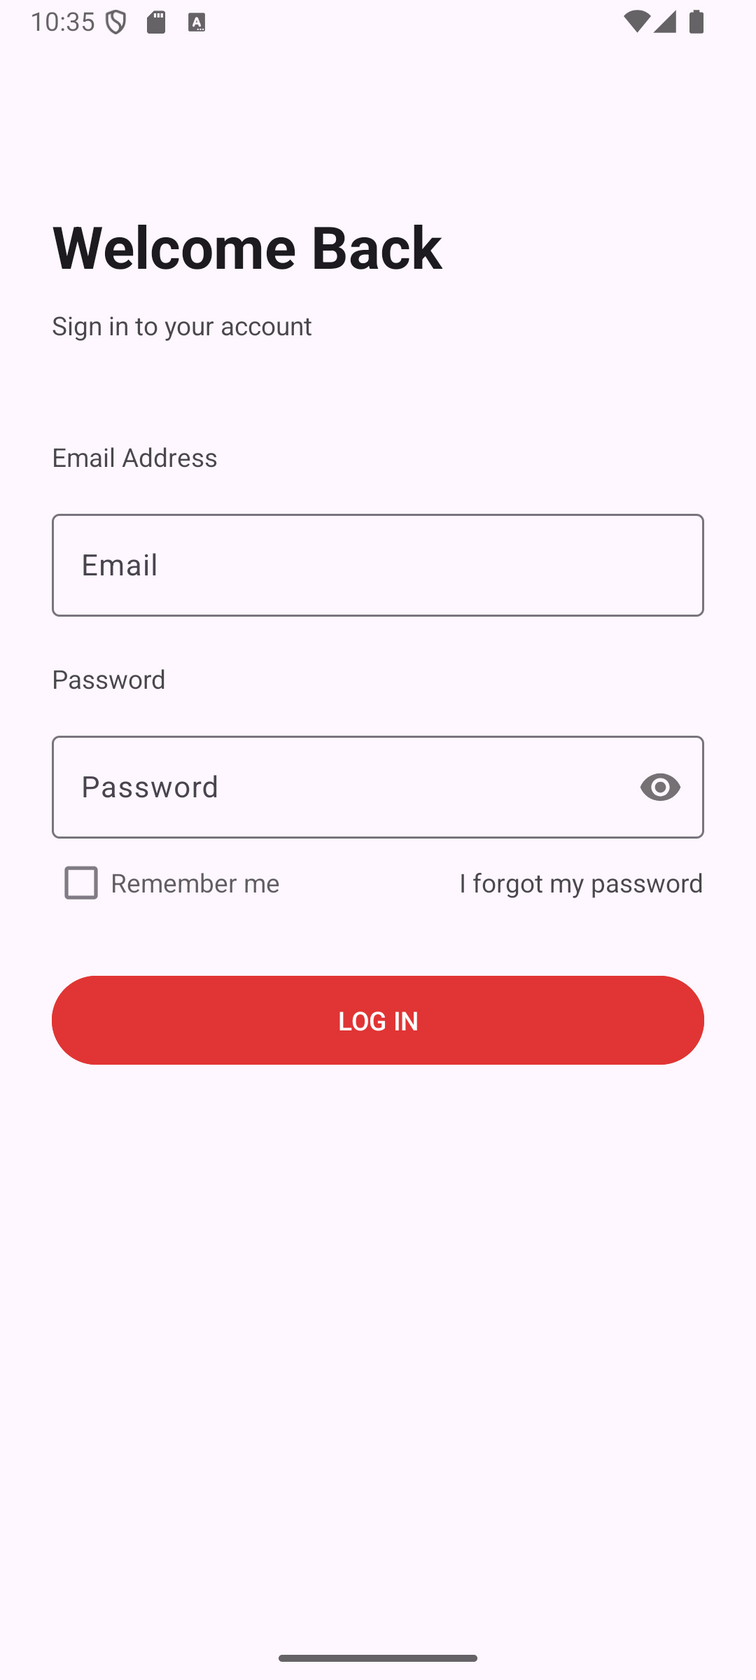 10:35
Welcome Back
Sign in to your account
Email Address
Email
Password
Password
Remember me
I forgot my password
LOG IN